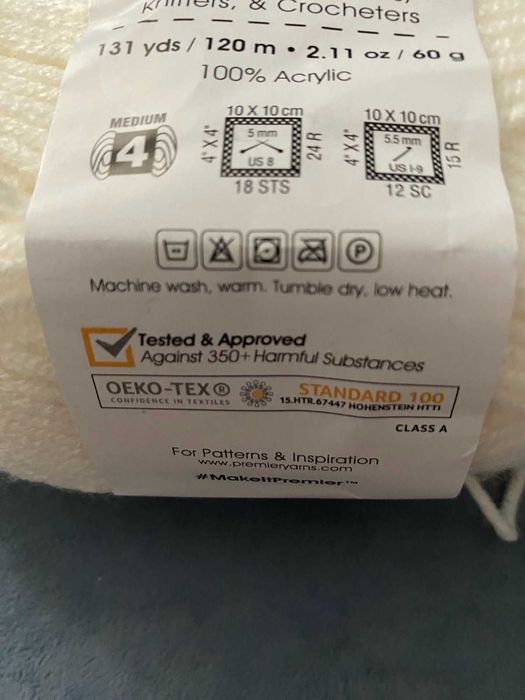 Knitters, & Crocheters
131 yds / 120 m • 2.11 oz / 60 g
100% Acrylic
MEDIUM
4
10 X 10 cm
4" X 4"
5 mm
US 8
24 R
18 STS
10 X 10 cm
4" X 4"
5.5 mm
US I-9
15 R
12 SC
P
Machine wash, warm. Tumble dry, low heat.
Tested & Approved
Against 350+ Harmful Substances
OEKO-TEX®
CONFIDENCE IN TEXTILES
STANDARD 100
15.HTR.67447 HOHENSTEIN HTTI
CLASS A
For Patterns & Inspiration
www.premieryarns.com
#MakeItPremier™